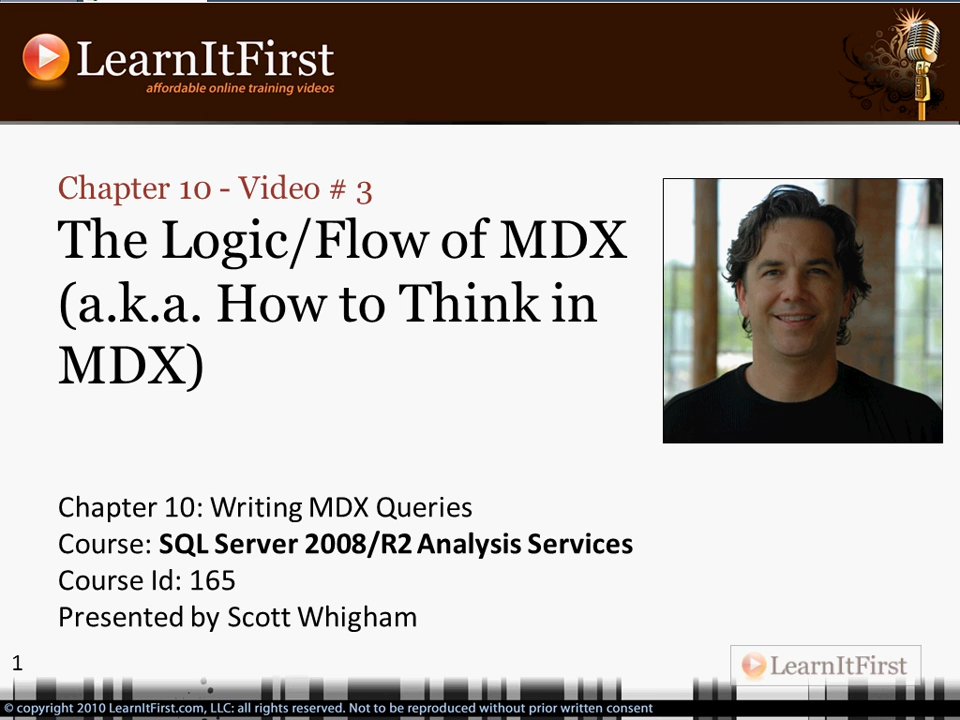 LearnItFirst
affordable online training videos
Chapter 10 - Video # 3
The Logic/Flow of MDX
(a.k.a. How to Think in
MDX)
Chapter 10: Writing MDX Queries
Course: SQL Server 2008/R2 Analysis Services
Course Id: 165
Presented by Scott Whigham
1
LearnItFirst
© copyright 2010 LearnItFirst.com, LLC: all rights reserved. Not to be reproduced without prior written consent